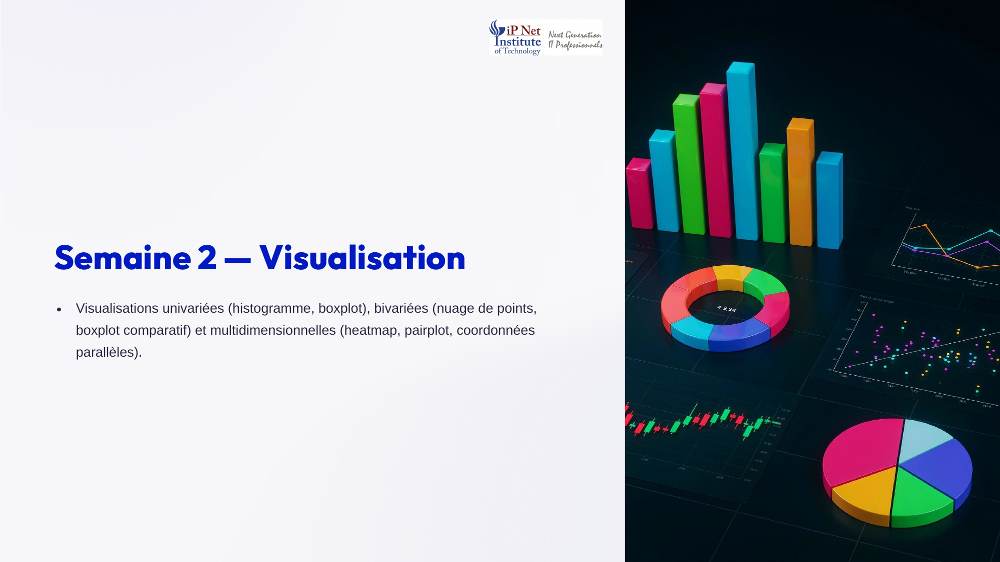 iP Net
Institute
of Technology
Next Generation
IT Professionnels
Semaine 2 — Visualisation
• Visualisations univariées (histogramme, boxplot), bivariées (nuage de points,
boxplot comparatif) et multidimensionnelles (heatmap, pairplot, coordonnées
parallèles).
4.2,3%